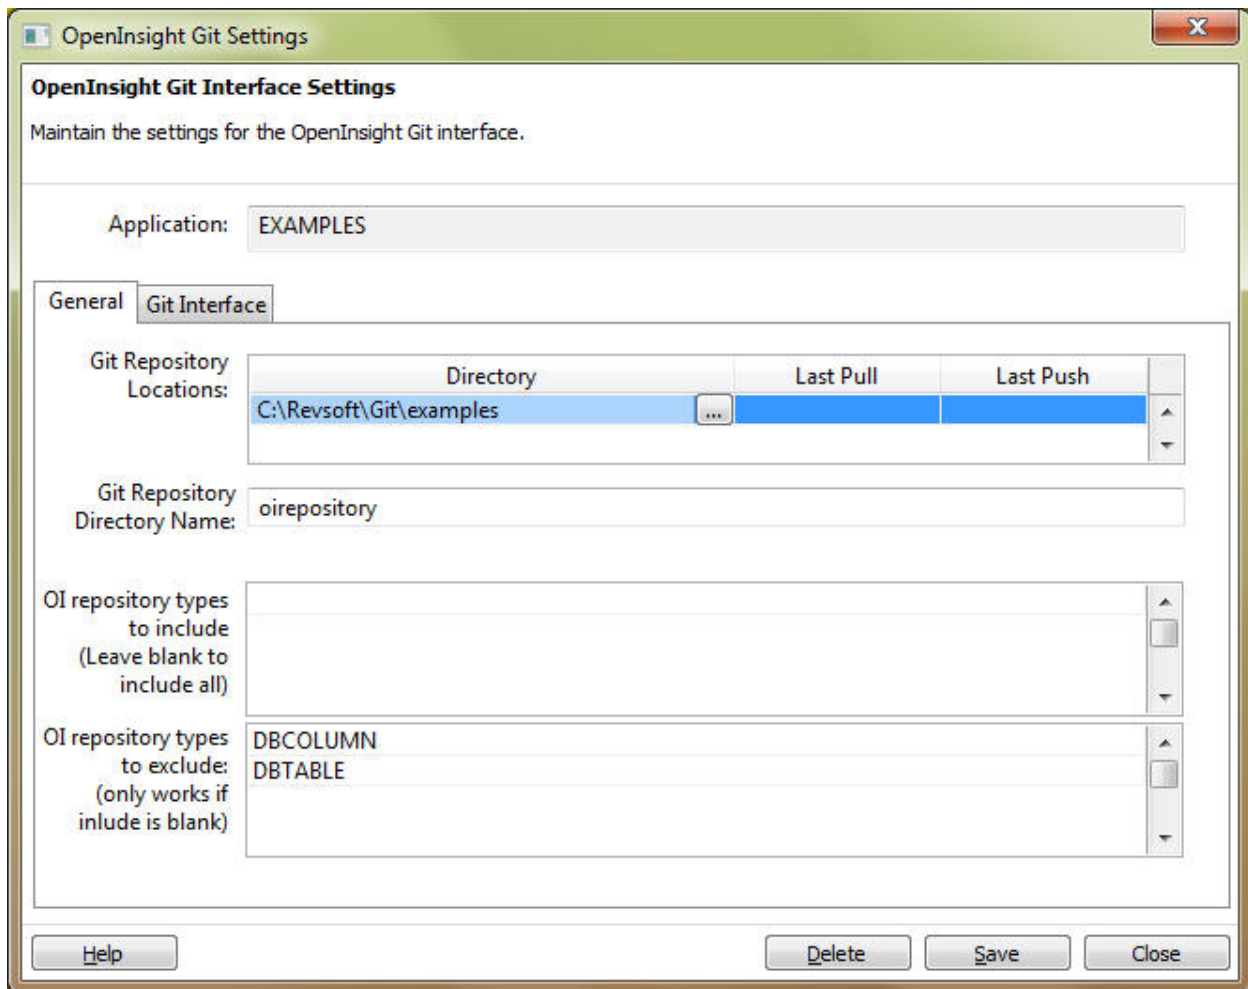 OpenInsight Git Settings
X
OpenInsight Git Interface Settings
Maintain the settings for the OpenInsight Git interface.
Application:
EXAMPLES
General
Git Interface
Git Repository
Locations:
Directory
Last Pull
Last Push
C:\Revsoft\Git\examples
...
Git Repository
Directory Name:
oirepository
OI repository types
to include
(Leave blank to
include all)
OI repository types
to exclude:
(only works if
inlude is blank)
DBCOLUMN
DBTABLE
Help
Delete
Save
Close